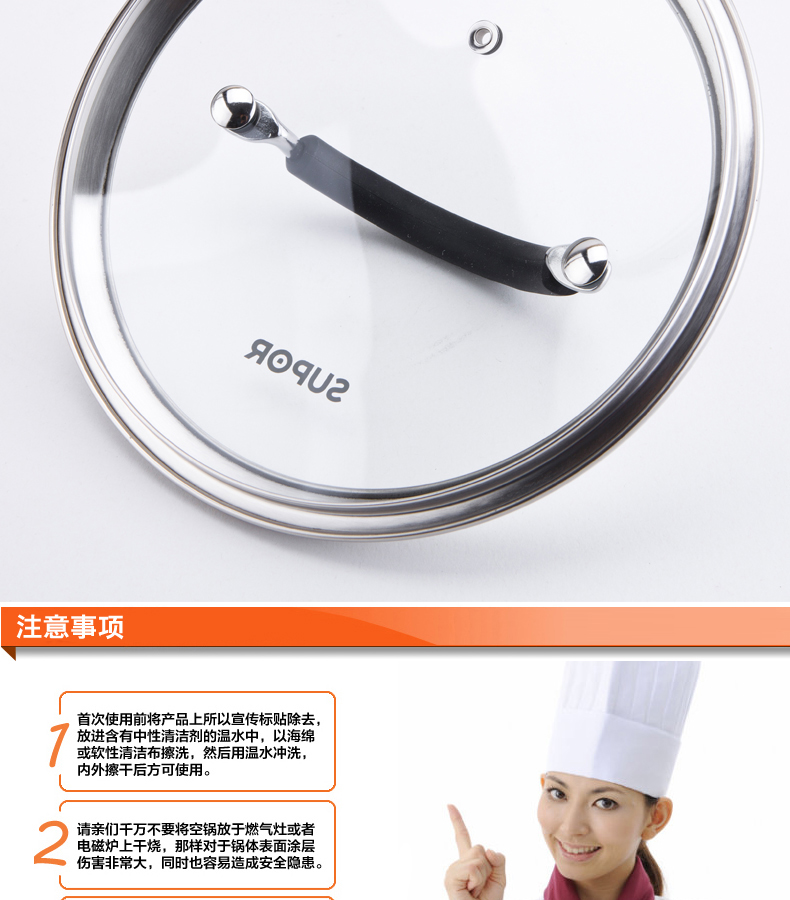 SUPOR
注意事项
1
首次使用前将产品上所以宣传标贴除去，
放进含有中性清洁剂的温水中，以海绵
或软性清洁布擦洗，然后用温水冲洗，
内外擦干后方可使用。
2
请亲们千万不要将空锅放于燃气灶或者
电磁炉上干烧，那样对于锅体表面涂层
伤害非常大，同时也容易造成安全隐患。